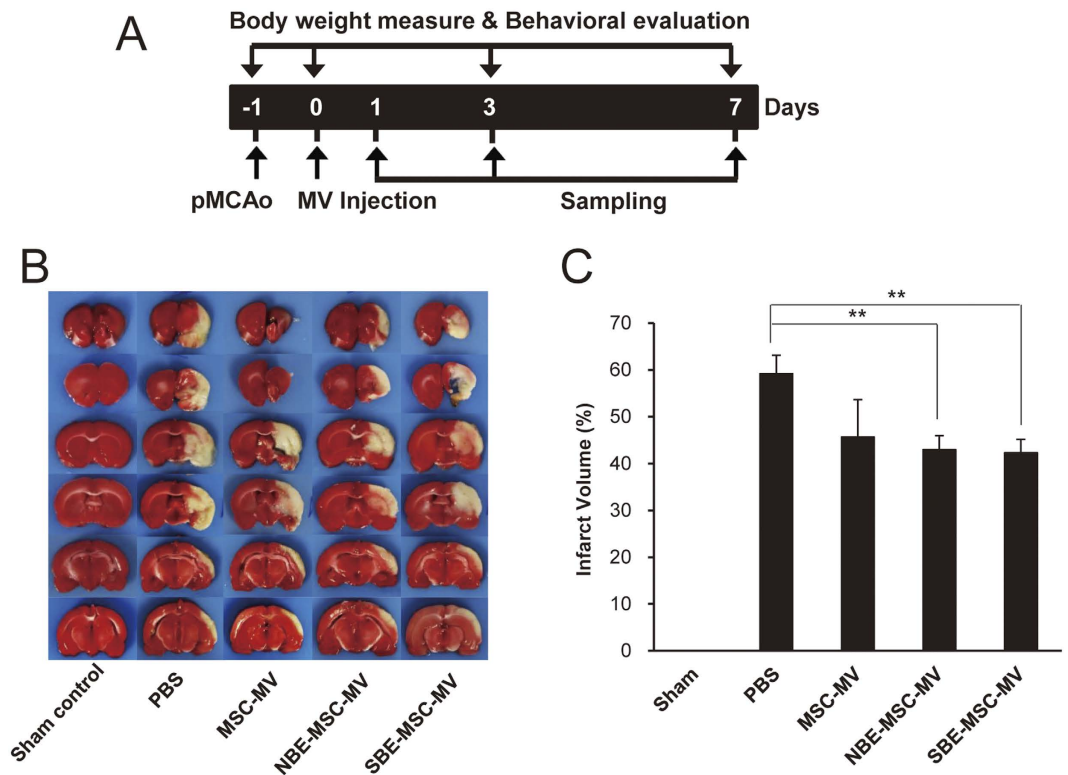 A
Body weight measure & Behavioral evaluation
-1 0 1 3 7 Days
pMCAo MV Injection Sampling
B
Sham control PBS MSC-MV NBE-MSC-MV SBE-MSC-MV
C
**
**
Infarct Volume (%)
70
60
50
40
30
20
10
0
Sham PBS MSC-MV NBE-MSC-MV SBE-MSC-MV